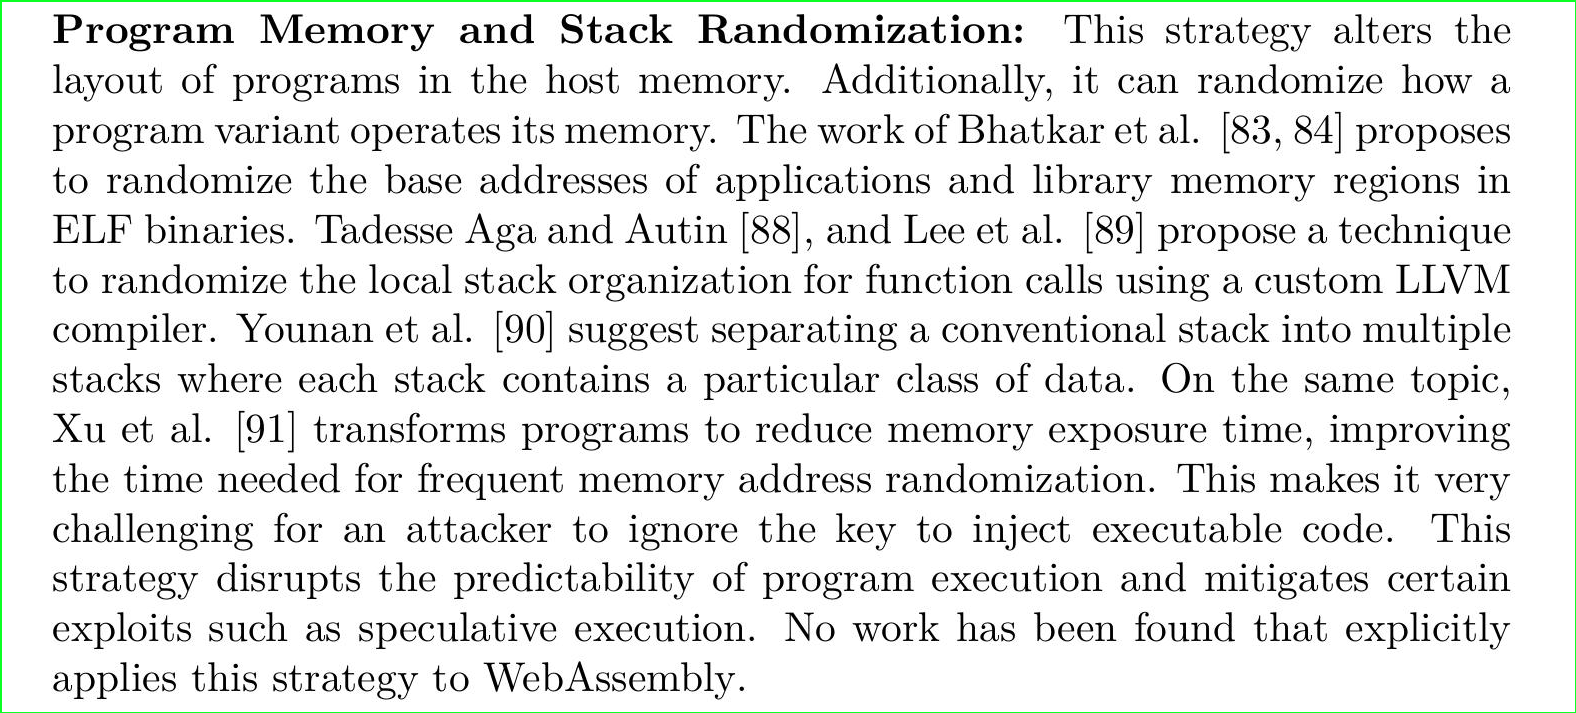 Program Memory and Stack Randomization: This strategy alters the
layout of programs in the host memory. Additionally, it can randomize how a
program variant operates its memory. The work of Bhatkar et al. [83, 84] proposes
to randomize the base addresses of applications and library memory regions in
ELF binaries. Tadesse Aga and Autin [88], and Lee et al. [89] propose a technique
to randomize the local stack organization for function calls using a custom LLVM
compiler. Younan et al. [90] suggest separating a conventional stack into multiple
stacks where each stack contains a particular class of data. On the same topic,
Xu et al. [91] transforms programs to reduce memory exposure time, improving
the time needed for frequent memory address randomization. This makes it very
challenging for an attacker to ignore the key to inject executable code. This
strategy disrupts the predictability of program execution and mitigates certain
exploits such as speculative execution. No work has been found that explicitly
applies this strategy to WebAssembly.